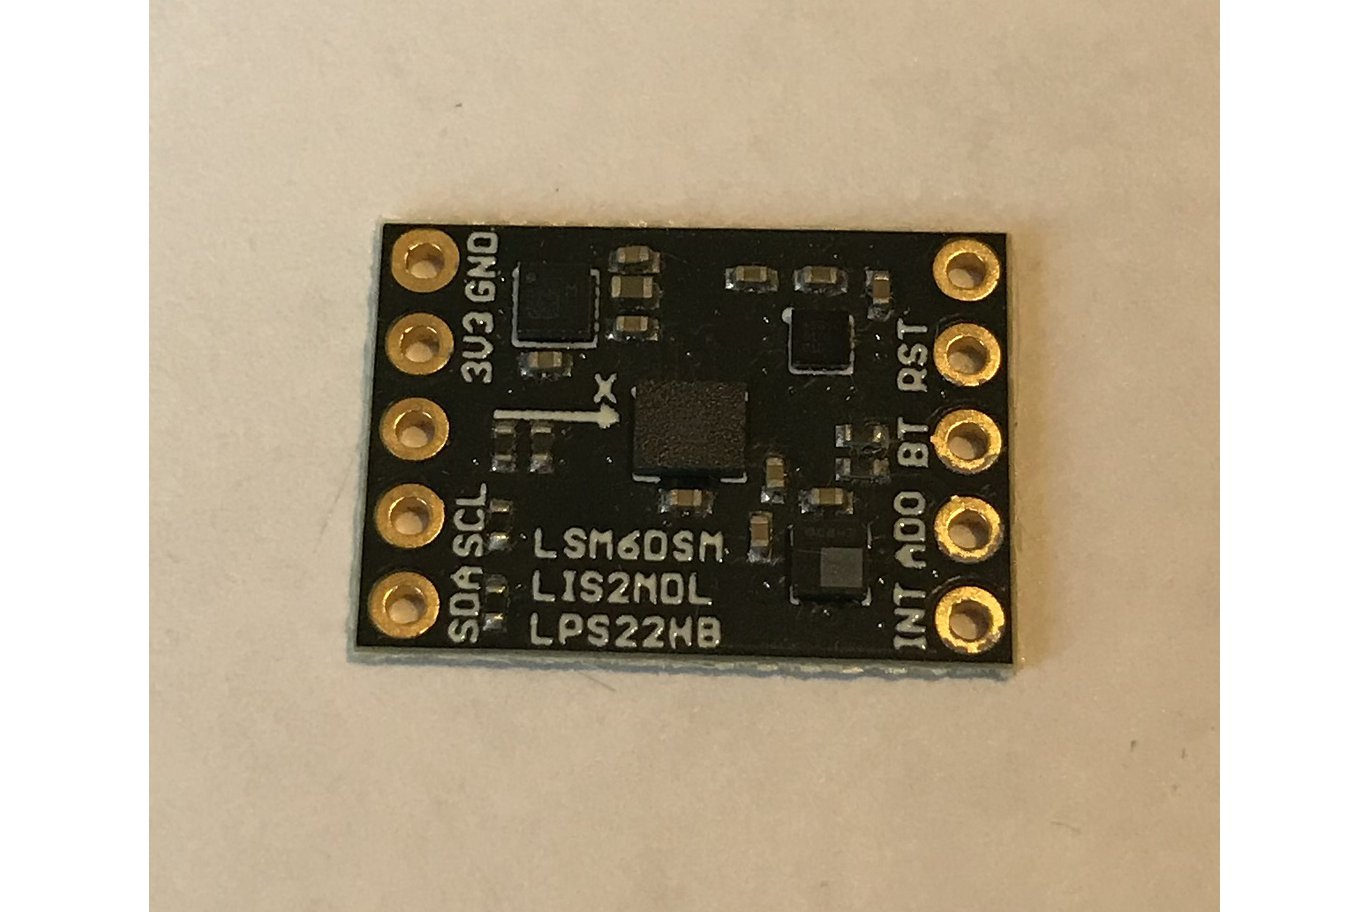 GND
3V3
SCL
SDA
X
LSM6DSM
LIS2MDL
LPS22HB
RST
BT
ADO
INT